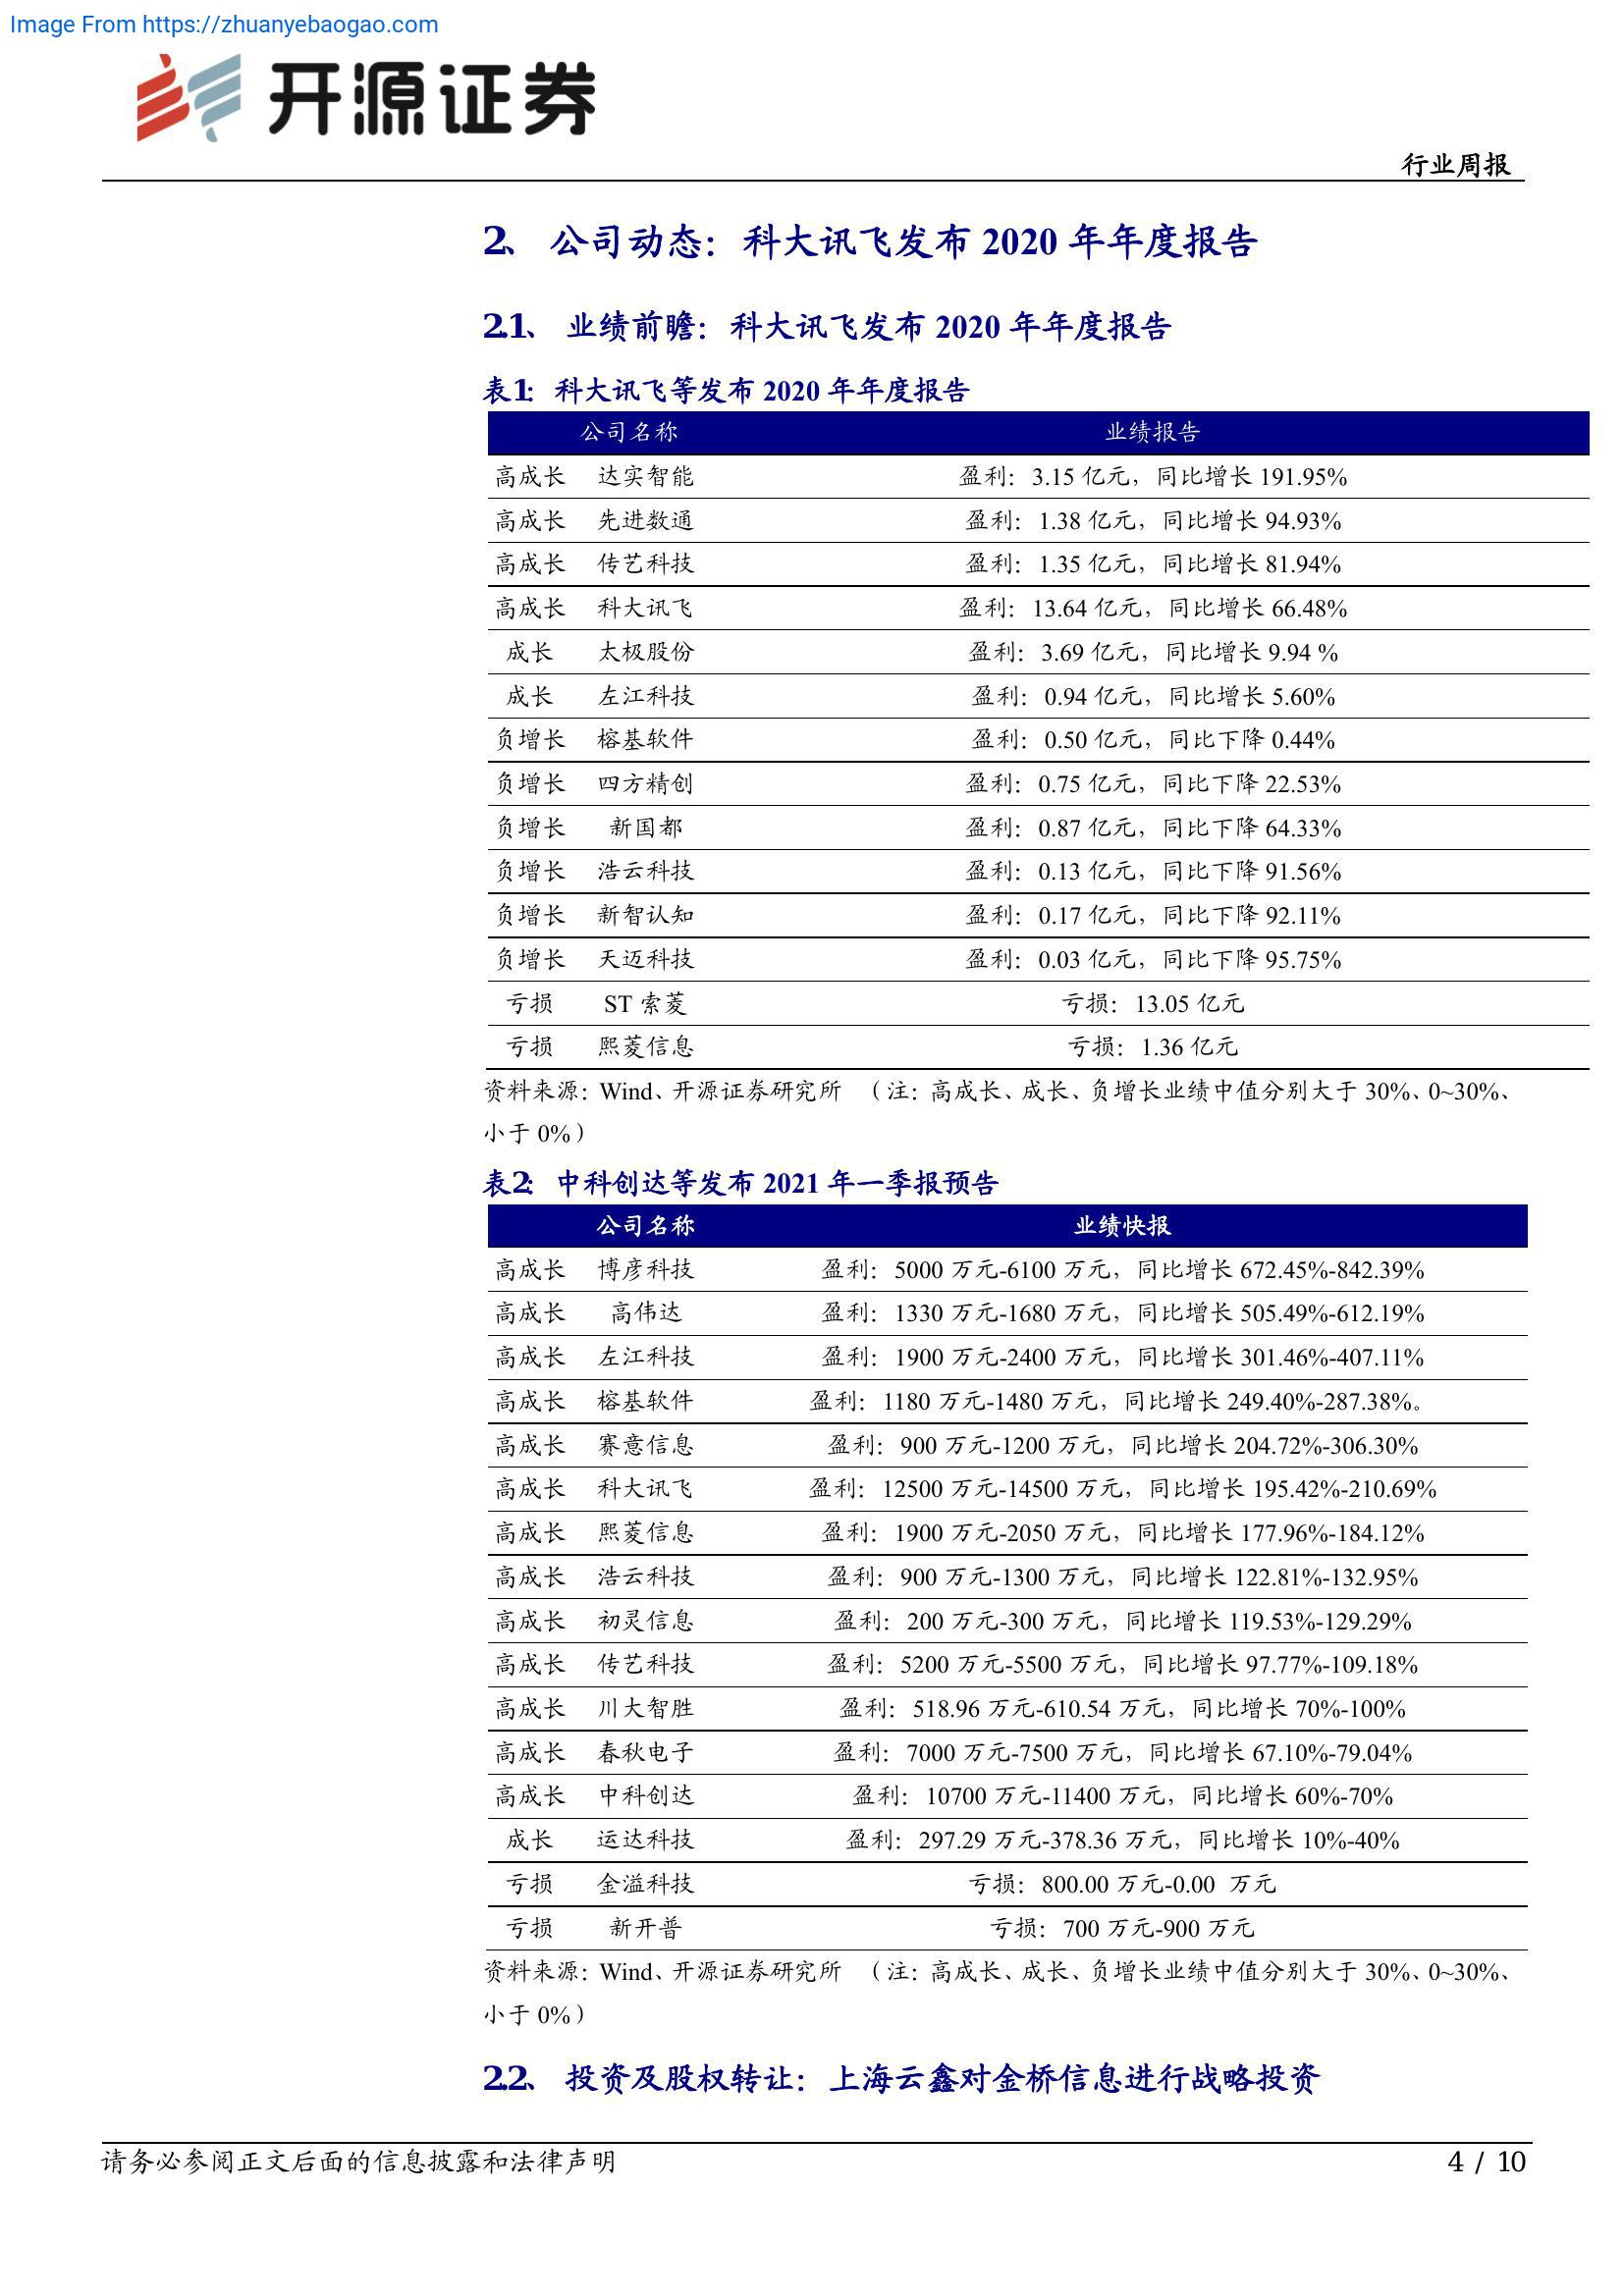 Image From https://zhuanyebaogao.com
开源证券
行业周报
2、 公司动态：科大讯飞发布 2020 年年度报告
2.1、 业绩前瞻：科大讯飞发布 2020 年年度报告
表1： 科大讯飞等发布 2020 年年度报告
公司名称 业绩报告
高成长 达实智能 盈利：3.15 亿元，同比增长 191.95%
高成长 先进数通 盈利：1.38 亿元，同比增长 94.93%
高成长 传艺科技 盈利：1.35 亿元，同比增长 81.94%
高成长 科大讯飞 盈利：13.64 亿元，同比增长 66.48%
成长 太极股份 盈利：3.69 亿元，同比增长 9.94 %
成长 左江科技 盈利：0.94 亿元，同比增长 5.60%
负增长 榕基软件 盈利：0.50 亿元，同比下降 0.44%
负增长 四方精创 盈利：0.75 亿元，同比下降 22.53%
负增长 新国都 盈利：0.87 亿元，同比下降 64.33%
负增长 浩云科技 盈利：0.13 亿元，同比下降 91.56%
负增长 新智认知 盈利：0.17 亿元，同比下降 92.11%
负增长 天迈科技 盈利：0.03 亿元，同比下降 95.75%
亏损 ST 索菱 亏损：13.05 亿元
亏损 熙菱信息 亏损：1.36 亿元
资料来源：Wind、开源证券研究所 （注：高成长、成长、负增长业绩中值分别大于 30%、0~30%、
小于 0%）
表2： 中科创达等发布 2021 年一季报预告
公司名称 业绩快报
高成长 博彦科技 盈利：5000 万元-6100 万元，同比增长 672.45%-842.39%
高成长 高伟达 盈利：1330 万元-1680 万元，同比增长 505.49%-612.19%
高成长 左江科技 盈利：1900 万元-2400 万元，同比增长 301.46%-407.11%
高成长 榕基软件 盈利：1180 万元-1480 万元，同比增长 249.40%-287.38%。
高成长 赛意信息 盈利：900 万元-1200 万元，同比增长 204.72%-306.30%
高成长 科大讯飞 盈利：12500 万元-14500 万元，同比增长 195.42%-210.69%
高成长 熙菱信息 盈利：1900 万元-2050 万元，同比增长 177.96%-184.12%
高成长 浩云科技 盈利：900 万元-1300 万元，同比增长 122.81%-132.95%
高成长 初灵信息 盈利：200 万元-300 万元，同比增长 119.53%-129.29%
高成长 传艺科技 盈利：5200 万元-5500 万元，同比增长 97.77%-109.18%
高成长 川大智胜 盈利：518.96 万元-610.54 万元，同比增长 70%-100%
高成长 春秋电子 盈利：7000 万元-7500 万元，同比增长 67.10%-79.04%
高成长 中科创达 盈利：10700 万元-11400 万元，同比增长 60%-70%
成长 运达科技 盈利：297.29 万元-378.36 万元，同比增长 10%-40%
亏损 金溢科技 亏损：800.00 万元-0.00 万元
亏损 新开普 亏损：700 万元-900 万元
资料来源：Wind、开源证券研究所 （注：高成长、成长、负增长业绩中值分别大于 30%、0~30%、
小于 0%）
2.2、 投资及股权转让：上海云鑫对金桥信息进行战略投资
请务必参阅正文后面的信息披露和法律声明 4 / 10